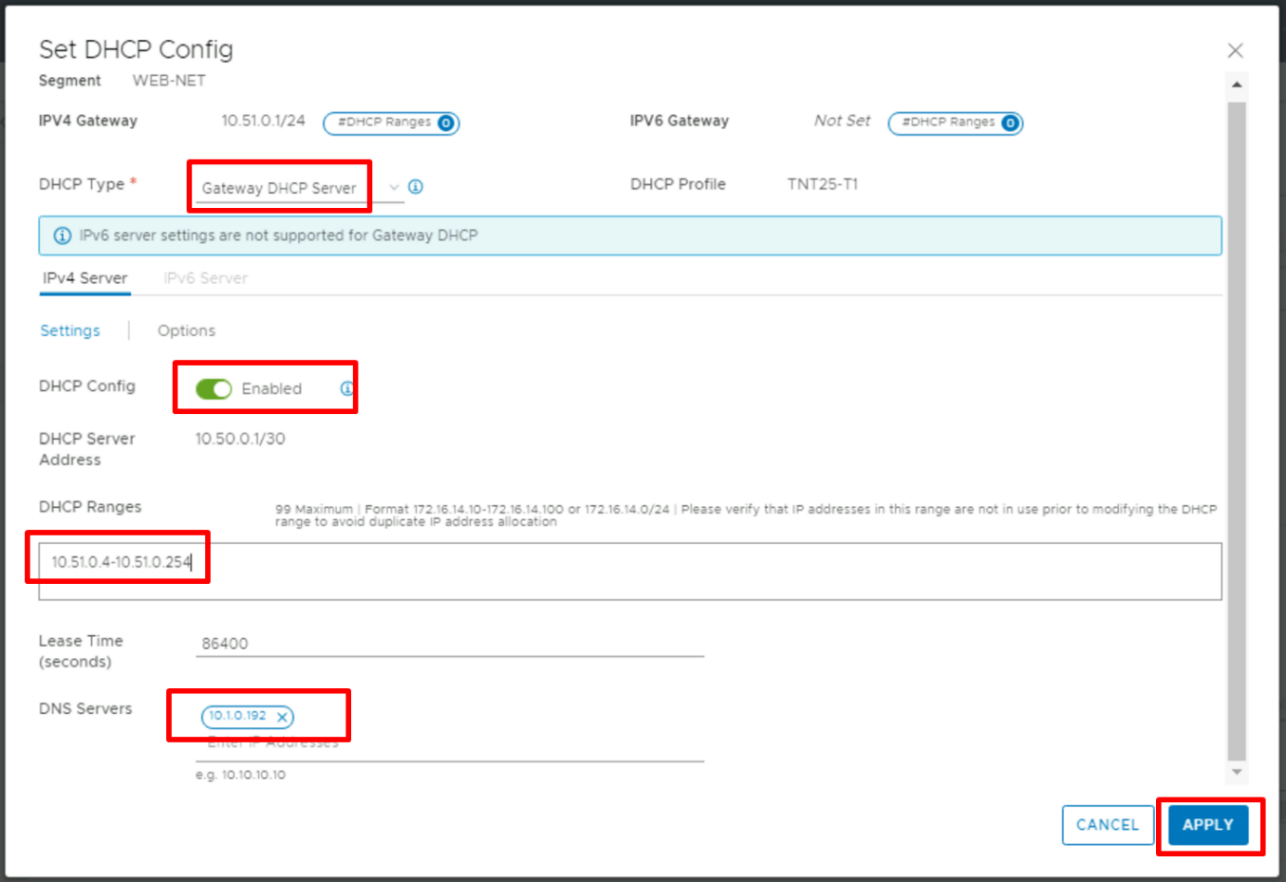 Set DHCP Config
Segment WEB-NET
IPV4 Gateway 10.51.0.1/24 #DHCP Ranges 0 IPV6 Gateway Not Set #DHCP Ranges 0
DHCP Type * Gateway DHCP Server DHCP Profile TNT25-T1
IPv6 server settings are not supported for Gateway DHCP
IPv4 Server IPv6 Server
Settings | Options
DHCP Config Enabled
DHCP Server Address 10.50.0.1/30
DHCP Ranges 99 Maximum | Format 172.16.14.10-172.16.14.100 or 172.16.14.0/24 | Please verify that IP addresses in this range are not in use prior to modifying the DHCP
range to avoid duplicate IP address allocation
10.51.0.4-10.51.0.254
Lease Time (seconds) 86400
DNS Servers 10.1.0.192
Enter IP Addresses
e.g. 10.10.10.10
CANCEL APPLY